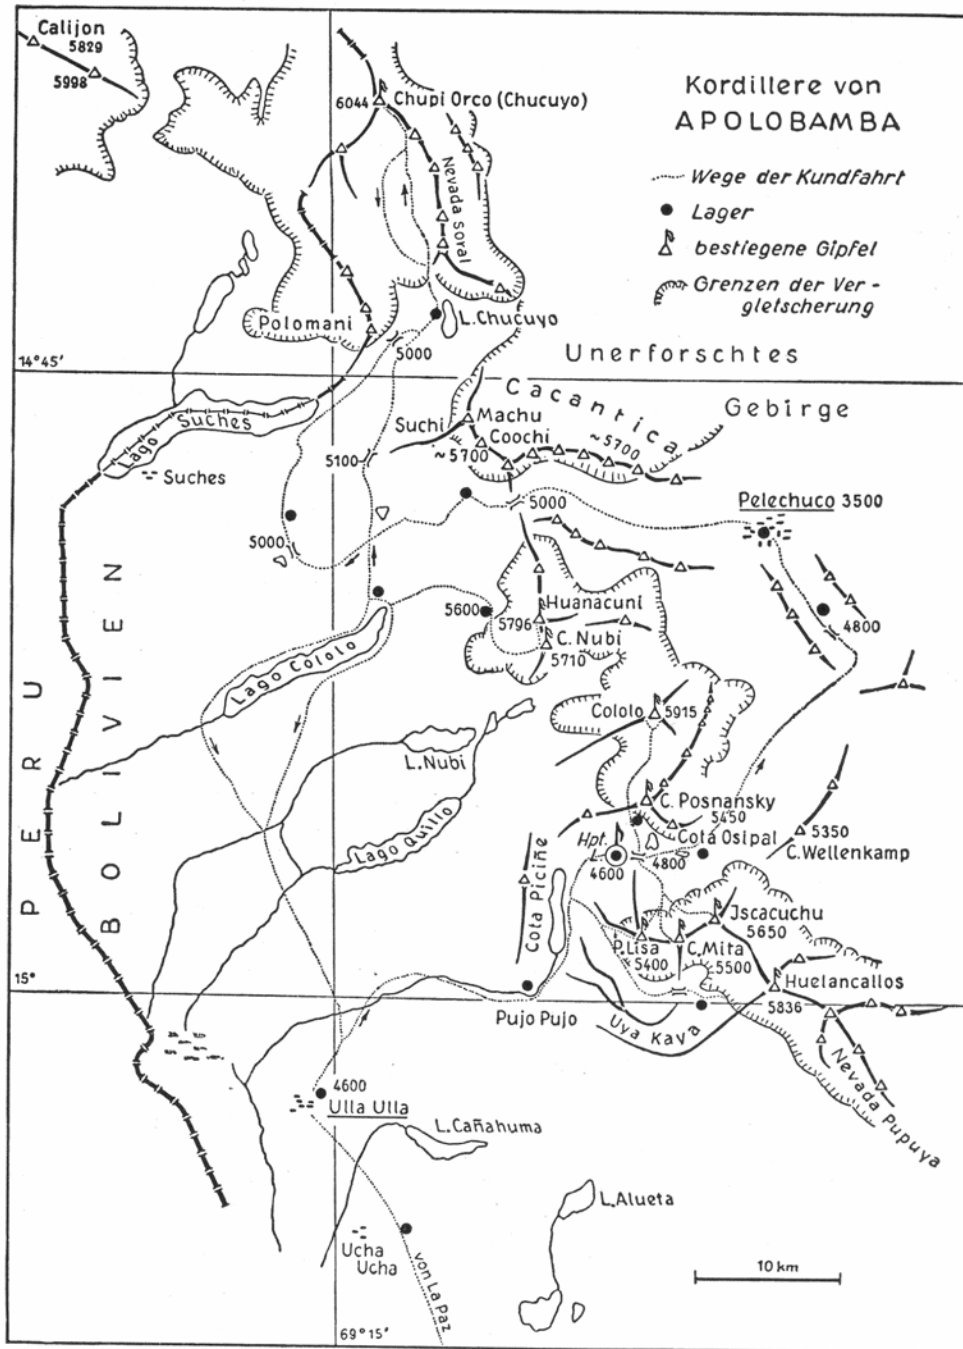 Calijon
5829
5998
6044
Chupi Orco (Chucuyo)
Nevada Soral
Kordillere von
APOLOBAMBA
Wege der Kundfahrt
Lager
bestiegene Gipfel
Grenzen der Ver-
gletscherung
Polomani
L. Chucuyo
5000
14°45'
Unerforschtes
Gebirge
Cacantica
~5700
Lago Suches
Suches
Suchi
Machu
Coochi
~5700
5100
5000
5000
Pelechuco 3500
4800
5600
Huanacuni
5796
C. Nubi
5710
Lago Cololo
Cololo
5915
L. Nubi
Lago Quillo
C. Posnansky
5450
Cota Osipal
Hpt.
L.
4600
4800
5350
C. Wellenkamp
Cota Piciñe
PERU
BOLIVIEN
Jscacuchu
5650
P. Lisa
5400
C. Mita
5500
Huelancallos
5836
15°
Pujo Pujo
Uya Kaya
Nevada Pupuya
4600
Ulla Ulla
L. Cañahuma
L. Alueta
Ucha
Ucha
von La Paz
10 km
69°15'